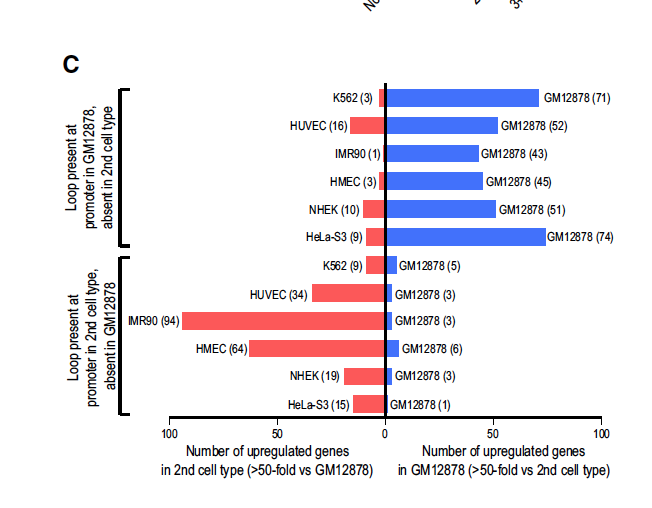 C
Loop present at
promoter in GM12878,
absent in 2nd cell type
K562 (3) GM12878 (71)
HUVEC (16) GM12878 (52)
IMR90 (1) GM12878 (43)
HMEC (3) GM12878 (45)
NHEK (10) GM12878 (51)
HeLa-S3 (9) GM12878 (74)
Loop present at
promoter in 2nd cell type,
absent in GM12878
K562 (9) GM12878 (5)
HUVEC (34) GM12878 (3)
IMR90 (94) GM12878 (3)
HMEC (64) GM12878 (6)
NHEK (19) GM12878 (3)
HeLa-S3 (15) GM12878 (1)
100 50 0 50 100
Number of upregulated genes
in 2nd cell type (>50-fold vs GM12878)
Number of upregulated genes
in GM12878 (>50-fold vs 2nd cell type)